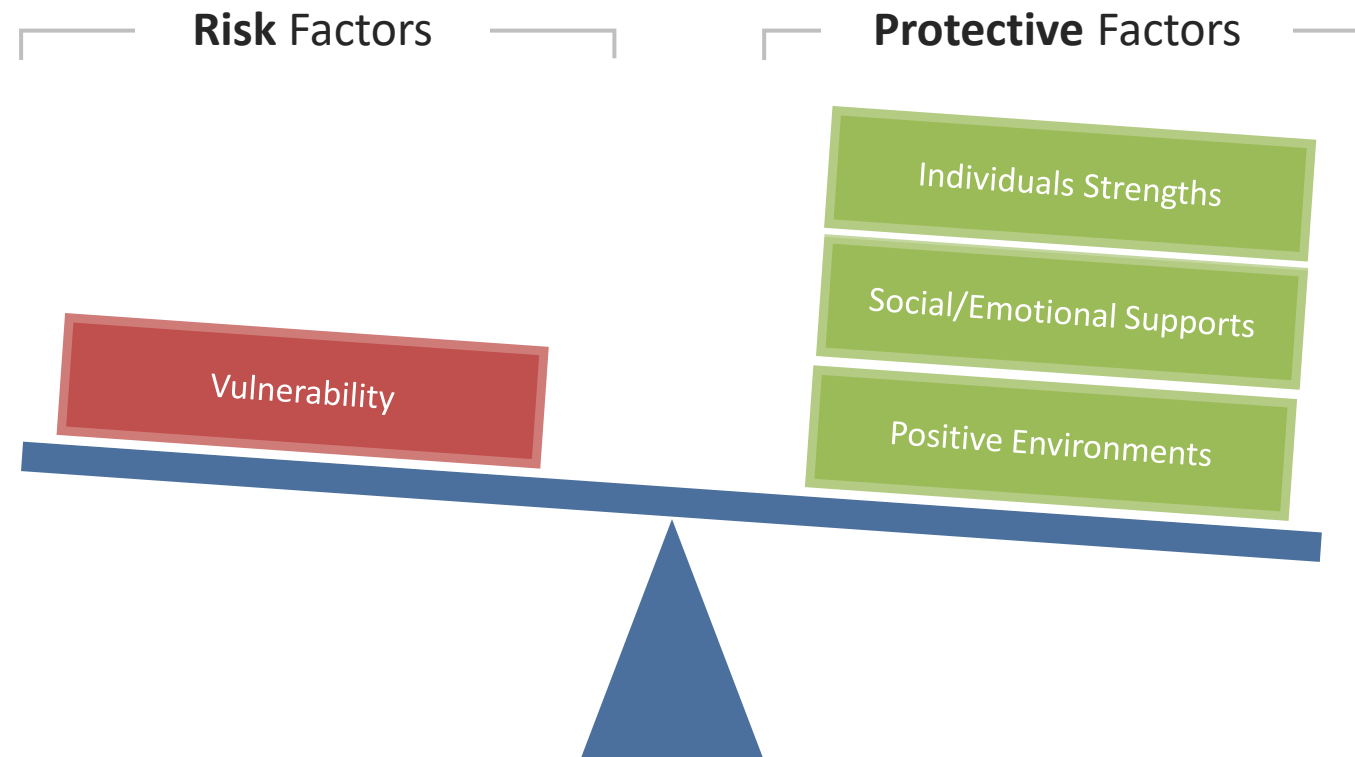 Risk Factors
Protective Factors
Individuals Strengths
Social/Emotional Supports
Vulnerability
Positive Environments